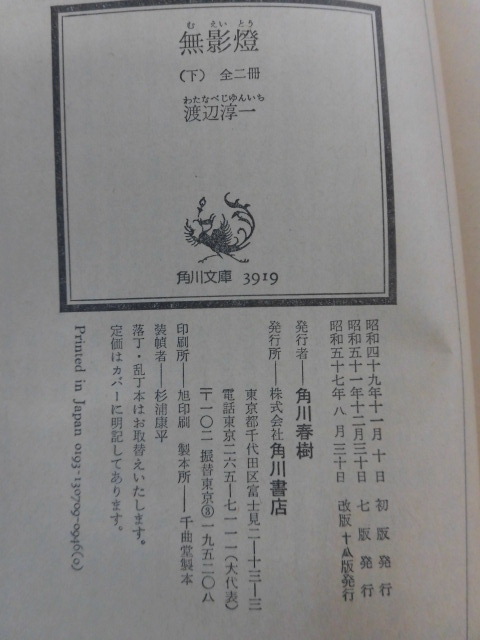 む えい とう
無影燈
(下) 全二冊
わたなべじゆんいち
渡辺淳一
角川文庫 3919
昭和四十九年十一月 十 日 初 版 発 行
昭和五十一年十二月三十日 七 版 発 行
昭和五十七年 八 月 三十日 改版 十八版発行
発行者──角川春樹
発行所──株式会社 角川書店
東京都千代田区富士見二─十三─三
電話東京二六五─七一一一(大代表)
〒一〇二 振替東京③一九五二〇八
印刷所──旭印刷 製本所──千曲堂製本
装幀者──杉浦康平
落丁・乱丁本はお取替えいたします。
定価はカバーに明記してあります。
Printed in Japan 0193-130709-0946(0)